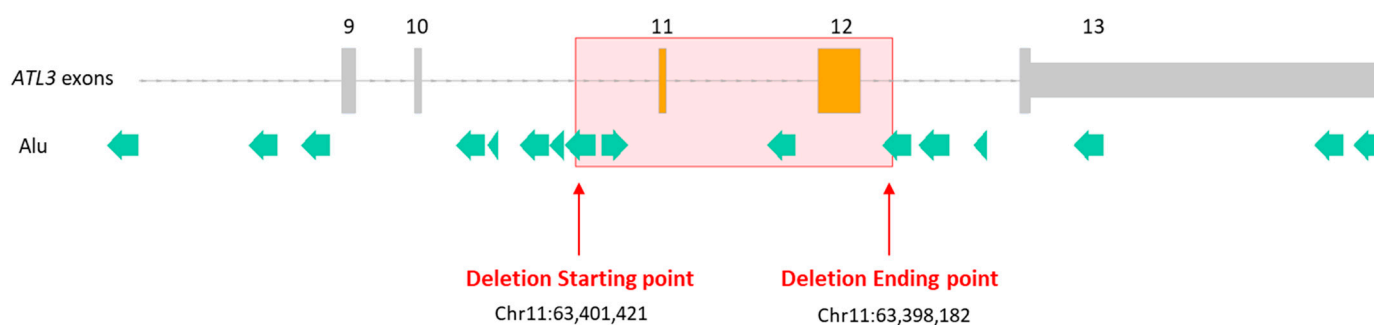 9 10 11 12 13
ATL3 exons
Alu
Deletion Starting point Deletion Ending point
Chr11:63,401,421 Chr11:63,398,182